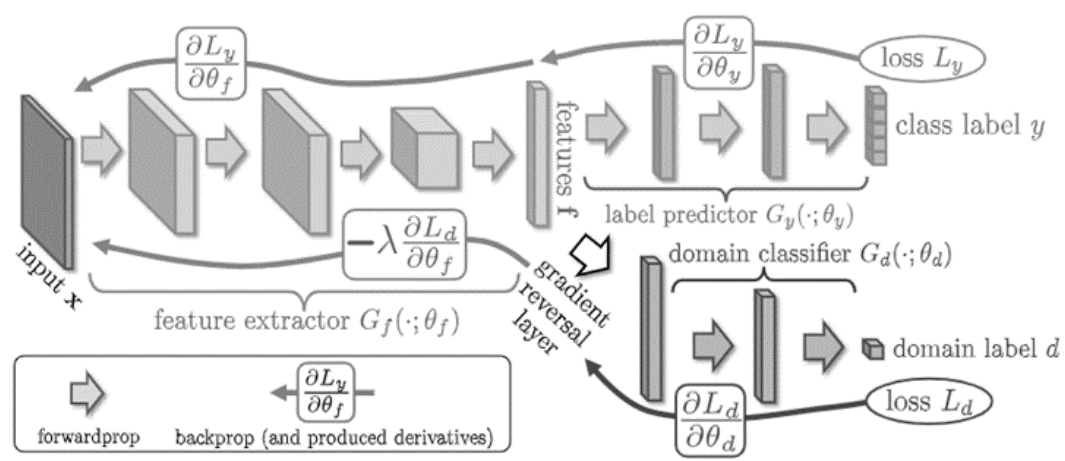 ∂L_y/∂θ_f
∂L_y/∂θ_y
loss L_y
input x
features f
class label y
label predictor G_y(·;θ_y)
−λ ∂L_d/∂θ_f
feature extractor G_f(·;θ_f)
gradient
reversal
layer
domain classifier G_d(·;θ_d)
domain label d
∂L_d/∂θ_d
loss L_d
∂L_y/∂θ_f
forwardprop
backprop (and produced derivatives)